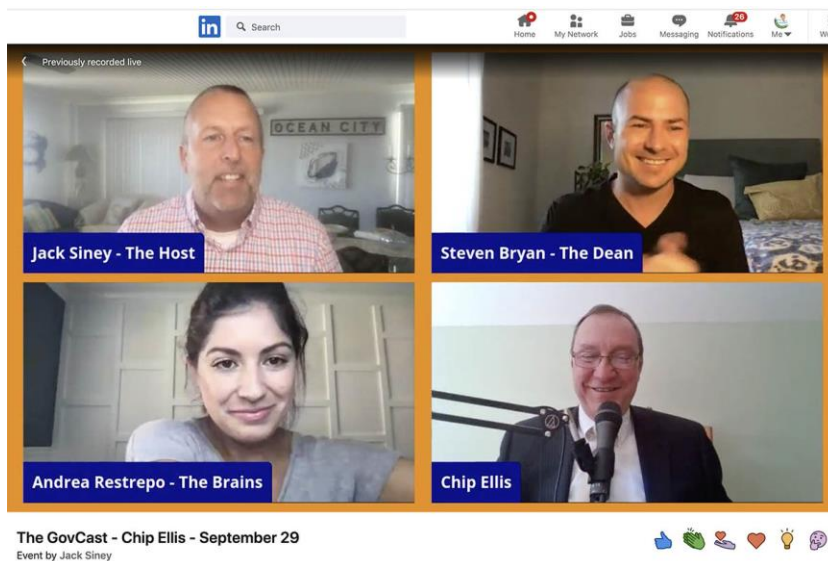 in
Search
Home
My Network
Jobs
Messaging
26
Notifications
Me
Previously recorded live
OCEAN CITY
Jack Siney - The Host
Steven Bryan - The Dean
Andrea Restrepo - The Brains
Chip Ellis
The GovCast - Chip Ellis - September 29
Event by Jack Siney